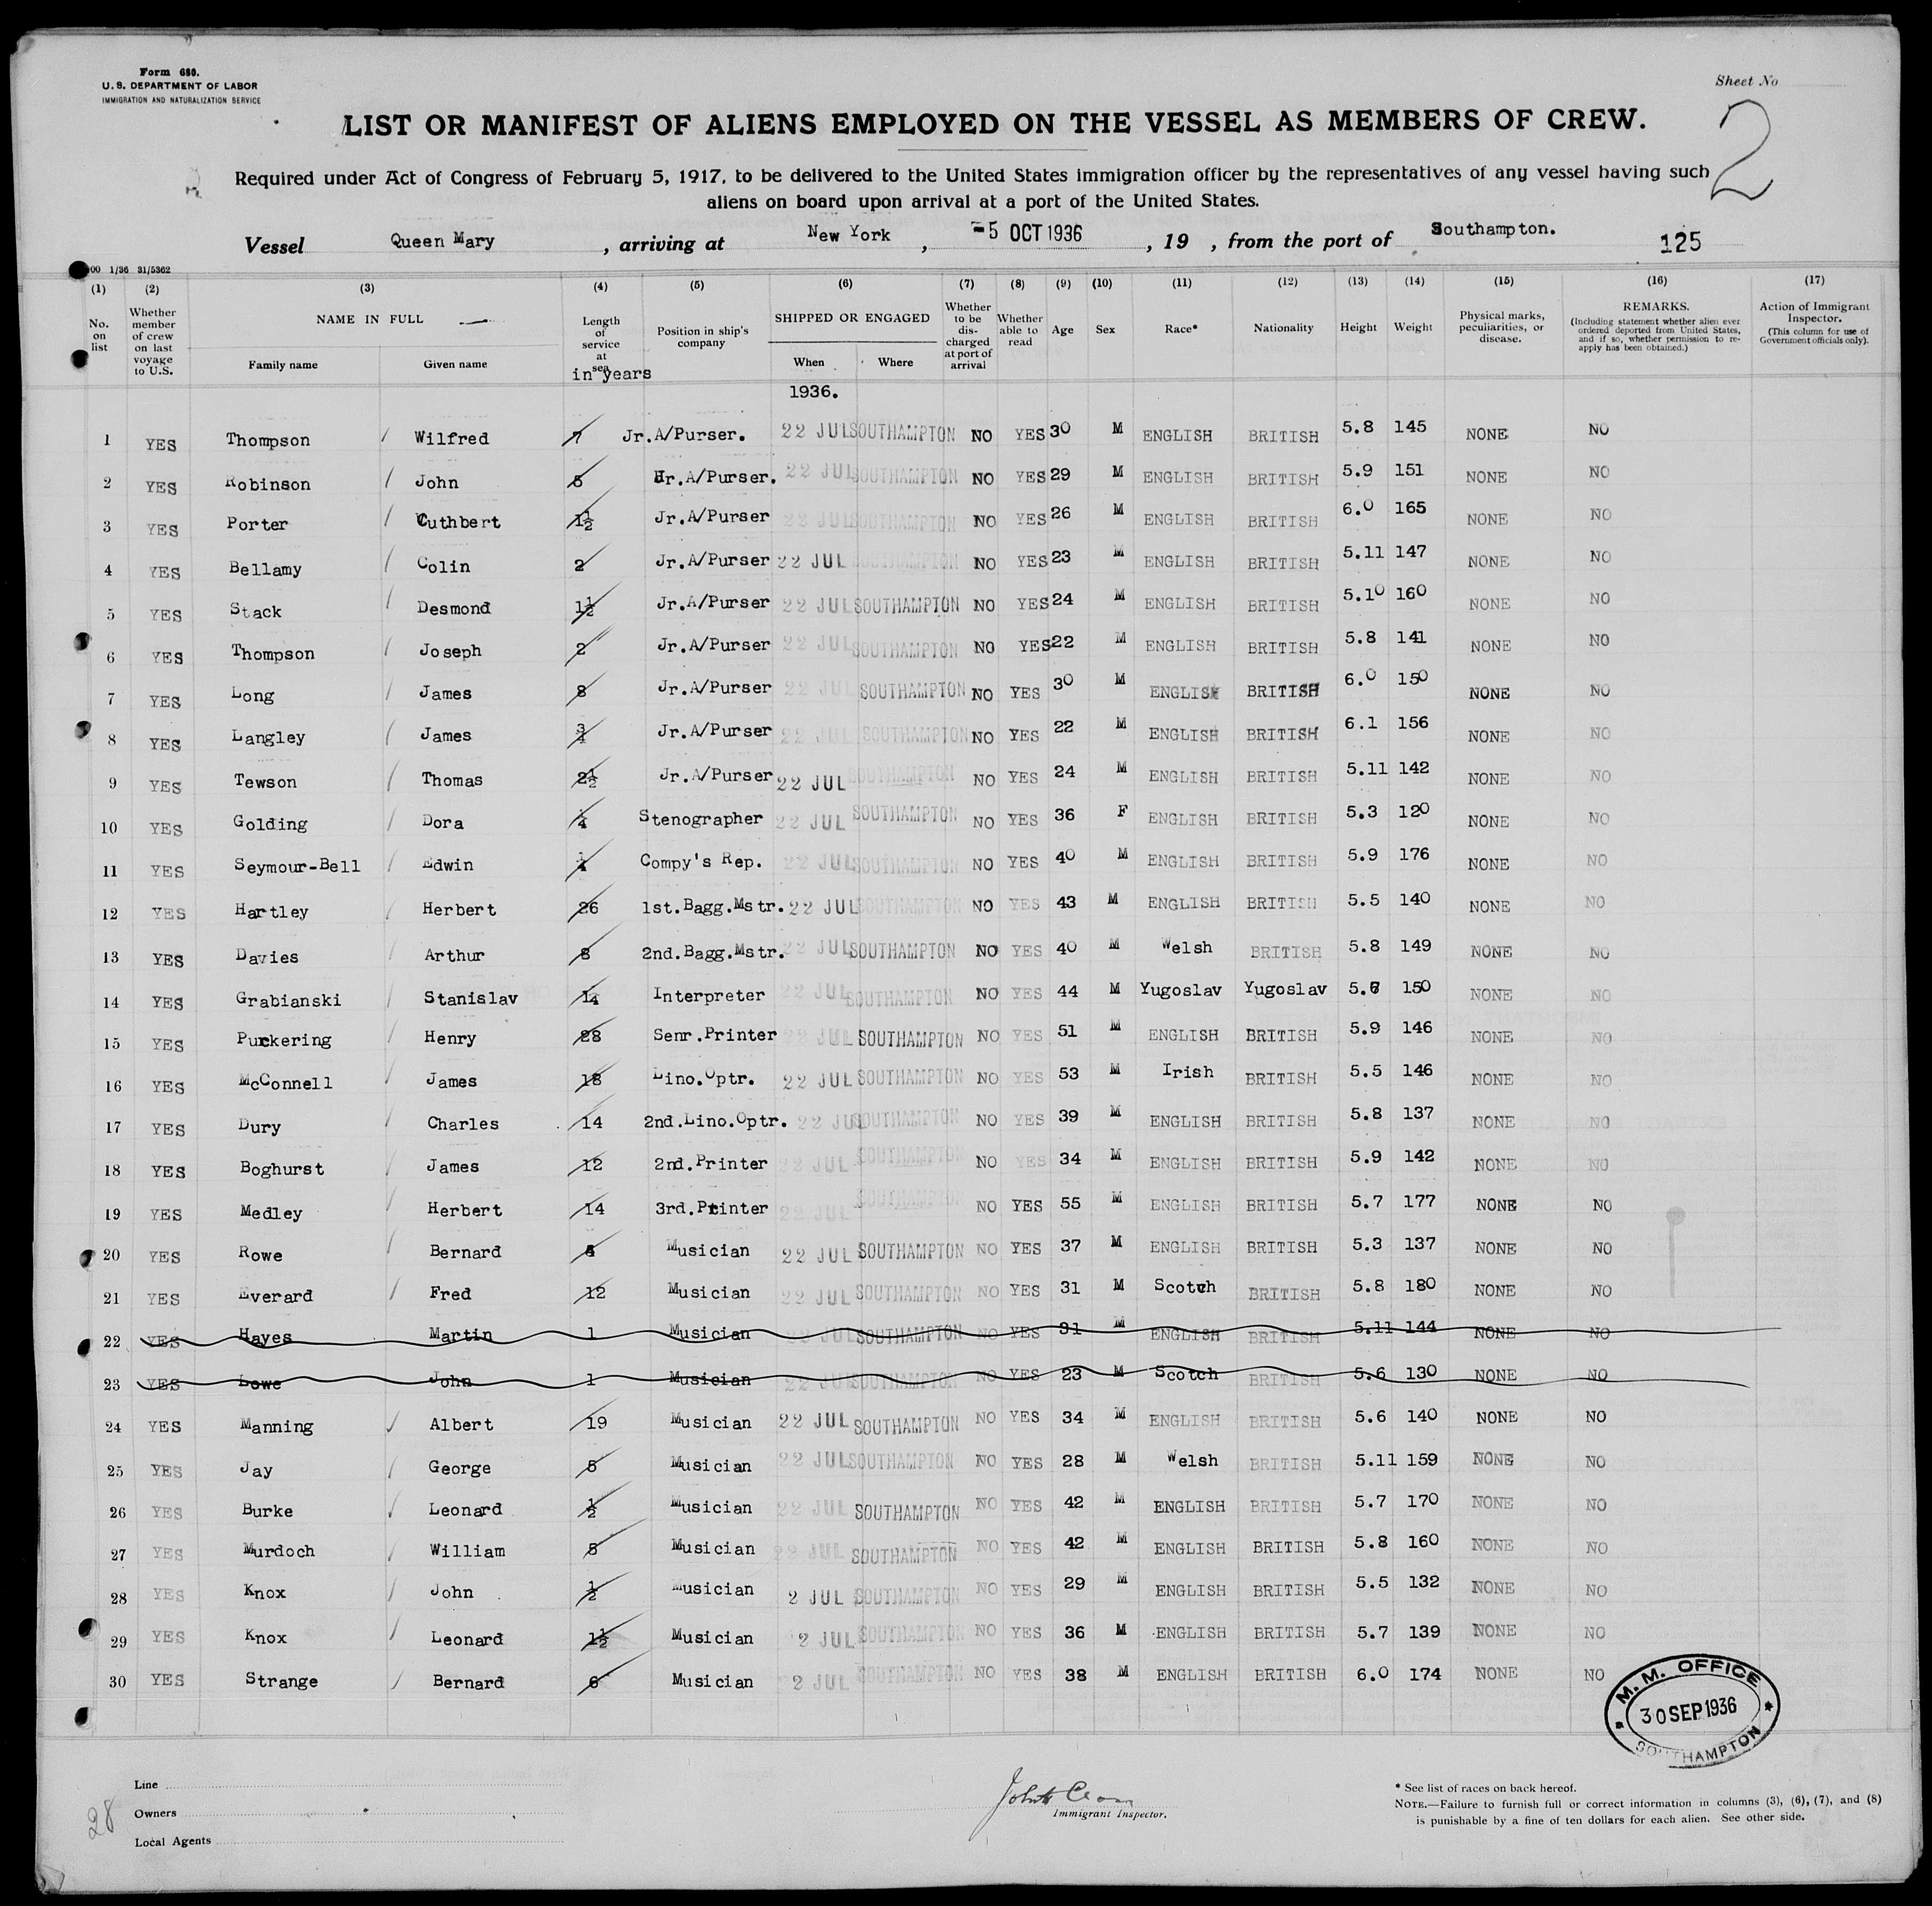 Form 680.
U. S. DEPARTMENT OF LABOR
IMMIGRATION AND NATURALIZATION SERVICE
Sheet No
2
LIST OR MANIFEST OF ALIENS EMPLOYED ON THE VESSEL AS MEMBERS OF CREW.
Required under Act of Congress of February 5, 1917, to be delivered to the United States immigration officer by the representatives of any vessel having such
aliens on board upon arrival at a port of the United States.
Vessel Queen Mary , arriving at New York , -5 OCT 1936 , 19 , from the port of Southampton. 125
00 1/36 31/5362
(1) (2) (3) (4) (5) (6) (7) (8) (9) (10) (11) (12) (13) (14) (15) (16) (17)
No. on list Whether member of crew on last voyage to U.S. NAME IN FULL Family name Given name Length of service at sea in years Position in ship's company SHIPPED OR ENGAGED When Where Whether to be discharged at port of arrival Whether able to read Age Sex Race* Nationality Height Weight Physical marks, peculiarities, or disease. REMARKS. (Including statement whether alien ever ordered deported from United States, and if so, whether permission to reapply has been obtained.) Action of Immigrant Inspector. (This column for use of Government officials only).
1936.
1 YES Thompson Wilfred 7 Jr.A/Purser. 22 JUL SOUTHAMPTON NO YES 30 M ENGLISH BRITISH 5.8 145 NONE NO
2 YES Robinson John 5 Jr.A/Purser. 22 JUL SOUTHAMPTON NO YES 29 M ENGLISH BRITISH 5.9 151 NONE NO
3 YES Porter Cuthbert 1½ Jr.A/Purser 22 JUL SOUTHAMPTON NO YES 26 M ENGLISH BRITISH 6.0 165 NONE NO
4 YES Bellamy Colin 2 Jr.A/Purser 22 JUL SOUTHAMPTON NO YES 23 M ENGLISH BRITISH 5.11 147 NONE NO
5 YES Stack Desmond 1½ Jr.A/Purser 22 JUL SOUTHAMPTON NO YES 24 M ENGLISH BRITISH 5.10 160 NONE NO
6 YES Thompson Joseph 2 Jr.A/Purser 22 JUL SOUTHAMPTON NO YES 22 M ENGLISH BRITISH 5.8 141 NONE NO
7 YES Long James 8 Jr.A/Purser 22 JUL SOUTHAMPTON NO YES 30 M ENGLISH BRITISH 6.0 150 NONE NO
8 YES Langley James ¾ Jr.A/Purser 22 JUL SOUTHAMPTON NO YES 22 M ENGLISH BRITISH 6.1 156 NONE NO
9 YES Tewson Thomas 2½ Jr.A/Purser 22 JUL SOUTHAMPTON NO YES 24 M ENGLISH BRITISH 5.11 142 NONE NO
10 YES Golding Dora ¼ Stenographer 22 JUL SOUTHAMPTON NO YES 36 F ENGLISH BRITISH 5.3 120 NONE NO
11 YES Seymour-Bell Edwin ¼ Compy's Rep. 22 JUL SOUTHAMPTON NO YES 40 M ENGLISH BRITISH 5.9 176 NONE NO
12 YES Hartley Herbert 26 1st.Bagg.Mstr. 22 JUL SOUTHAMPTON NO YES 43 M ENGLISH BRITISH 5.5 140 NONE NO
13 YES Davies Arthur 8 2nd.Bagg.Mstr. 22 JUL SOUTHAMPTON NO YES 40 M Welsh BRITISH 5.8 149 NONE NO
14 YES Grabianski Stanislav 1¼ Interpreter 22 JUL SOUTHAMPTON NO YES 44 M Yugoslav Yugoslav 150 NONE NO
15 YES Puckering Henry 28 Senr.Printer 22 JUL SOUTHAMPTON NO YES 51 M ENGLISH BRITISH 5.9 146 NONE NO
16 YES McConnell James 18 Lino.Optr. 22 JUL SOUTHAMPTON NO YES 53 M Irish BRITISH 5.5 146 NONE NO
17 YES Dury Charles 14 2nd.Lino.Optr. 22 JUL SOUTHAMPTON NO YES 39 M ENGLISH BRITISH 5.8 137 NONE NO
18 YES Boghurst James 12 2nd.Printer 22 JUL SOUTHAMPTON NO YES 34 M ENGLISH BRITISH 5.9 142 NONE NO
19 YES Medley Herbert 14 3rd.Printer 22 JUL SOUTHAMPTON NO YES 55 M ENGLISH BRITISH 5.7 177 NONE NO
20 YES Rowe Bernard Musician 22 JUL SOUTHAMPTON NO YES 37 M ENGLISH BRITISH 5.3 137 NONE NO
21 YES Everard Fred 12 Musician 22 JUL SOUTHAMPTON NO YES 31 M Scotch BRITISH 5.8 180 NONE NO
22 YES Hayes Martin 1 Musician 22 JUL SOUTHAMPTON NO YES 31 M ENGLISH BRITISH 5.11 144 NONE NO
23 YES Lowe John 1 Musician 22 JUL SOUTHAMPTON NO YES 23 M Scotch BRITISH 5.6 130 NONE NO
24 YES Manning Albert 19 Musician 22 JUL SOUTHAMPTON NO YES 34 M ENGLISH BRITISH 5.6 140 NONE NO
25 YES Jay George 5 Musician 22 JUL SOUTHAMPTON NO YES 28 M Welsh BRITISH 5.11 159 NONE NO
26 YES Burke Leonard ½ Musician 22 JUL SOUTHAMPTON NO YES 42 M ENGLISH BRITISH 5.7 170 NONE NO
27 YES Murdoch William 8 Musician 22 JUL SOUTHAMPTON NO YES 42 M ENGLISH BRITISH 5.8 160 NONE NO
28 YES Knox John ½ Musician 2 JUL SOUTHAMPTON NO YES 29 M ENGLISH BRITISH 5.5 132 NONE NO
29 YES Knox Leonard 1½ Musician 2 JUL SOUTHAMPTON NO YES 36 M ENGLISH BRITISH 5.7 139 NONE NO
30 YES Strange Bernard 6 Musician 2 JUL SOUTHAMPTON NO YES 38 M ENGLISH BRITISH 6.0 174 NONE NO
M. M. OFFICE
30 SEP 1936
SOUTHAMPTON
Line
Owners
Local Agents
28
John
Immigrant Inspector.
* See list of races on back hereof.
NOTE.—Failure to furnish full or correct information in columns (3), (6), (7), and (8)
is punishable by a fine of ten dollars for each alien. See other side.